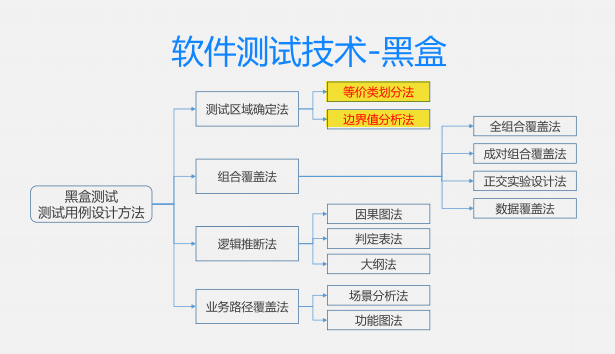 软件测试技术-黑盒
等价类划分法
测试区域确定法
边界值分析法
全组合覆盖法
成对组合覆盖法
组合覆盖法
正交实验设计法
数据覆盖法
黑盒测试
测试用例设计方法
因果图法
逻辑推断法
判定表法
大纲法
场景分析法
业务路径覆盖法
功能图法